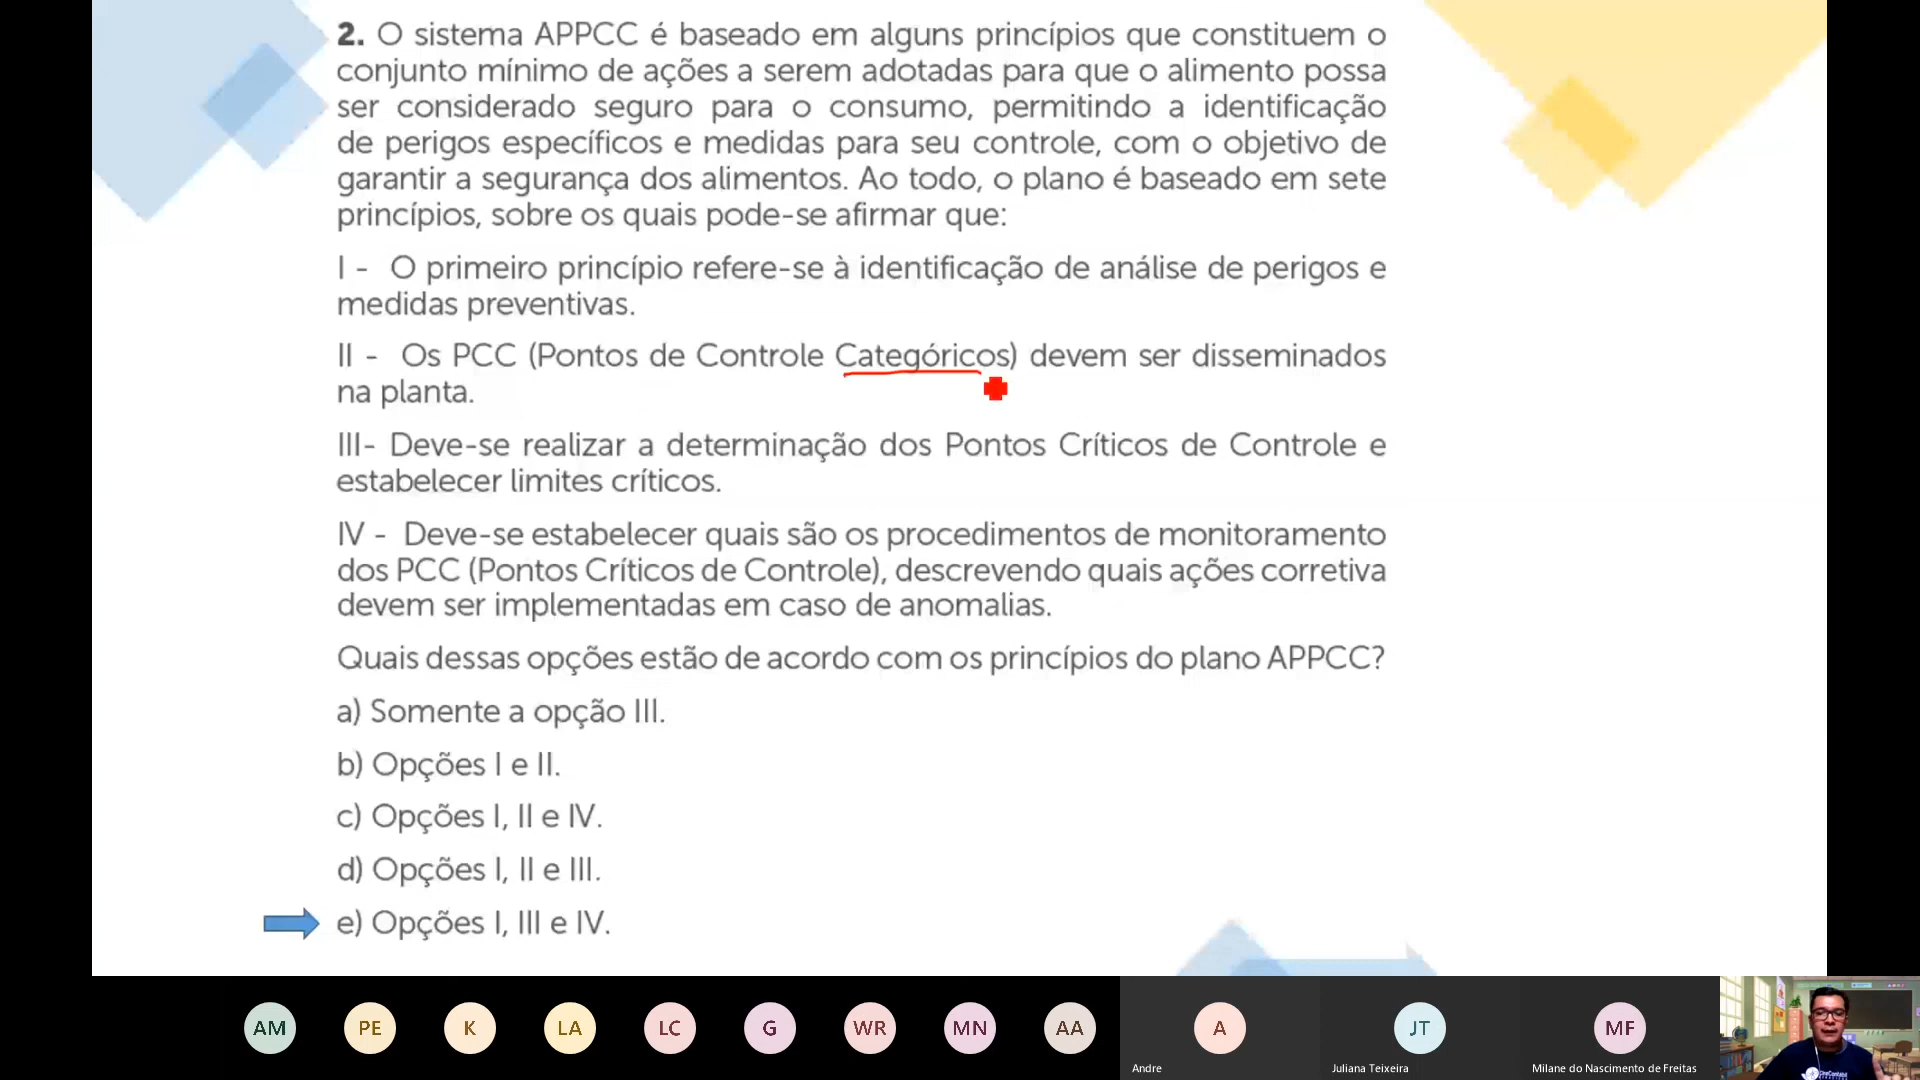 2. O sistema APPCC é baseado em alguns princípios que constituem o
conjunto mínimo de ações a serem adotadas para que o alimento possa
ser considerado seguro para o consumo, permitindo a identificação
de perigos específicos e medidas para seu controle, com o objetivo de
garantir a segurança dos alimentos. Ao todo, o plano é baseado em sete
princípios, sobre os quais pode-se afirmar que:
I - O primeiro princípio refere-se à identificação de análise de perigos e
medidas preventivas.
II - Os PCC (Pontos de Controle Categóricos) devem ser disseminados
na planta.
III- Deve-se realizar a determinação dos Pontos Críticos de Controle e
estabelecer limites críticos.
IV - Deve-se estabelecer quais são os procedimentos de monitoramento
dos PCC (Pontos Críticos de Controle), descrevendo quais ações corretiva
devem ser implementadas em caso de anomalias.
Quais dessas opções estão de acordo com os princípios do plano APPCC?
a) Somente a opção III.
b) Opções I e II.
c) Opções I, II e IV.
d) Opções I, II e III.
e) Opções I, III e IV.
AM PE K LA LC G WR MN AA A JT MF
Andre Juliana Teixeira Milane do Nascimento de Freitas